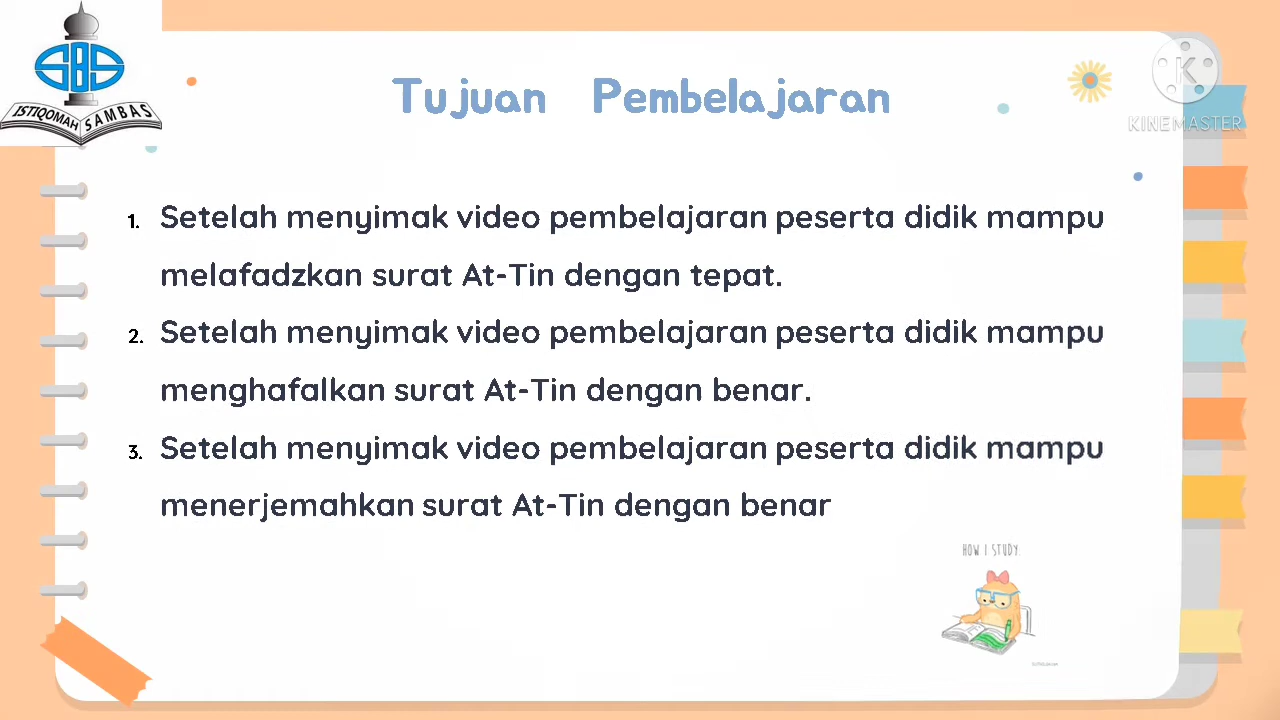 SBS
ISTIQOMAH SAMBAS
Tujuan Pembelajaran
KINEMASTER
1. Setelah menyimak video pembelajaran peserta didik mampu
melafadzkan surat At-Tin dengan tepat.
2. Setelah menyimak video pembelajaran peserta didik mampu
menghafalkan surat At-Tin dengan benar.
3. Setelah menyimak video pembelajaran peserta didik mampu
menerjemahkan surat At-Tin dengan benar
HOW I STUDY